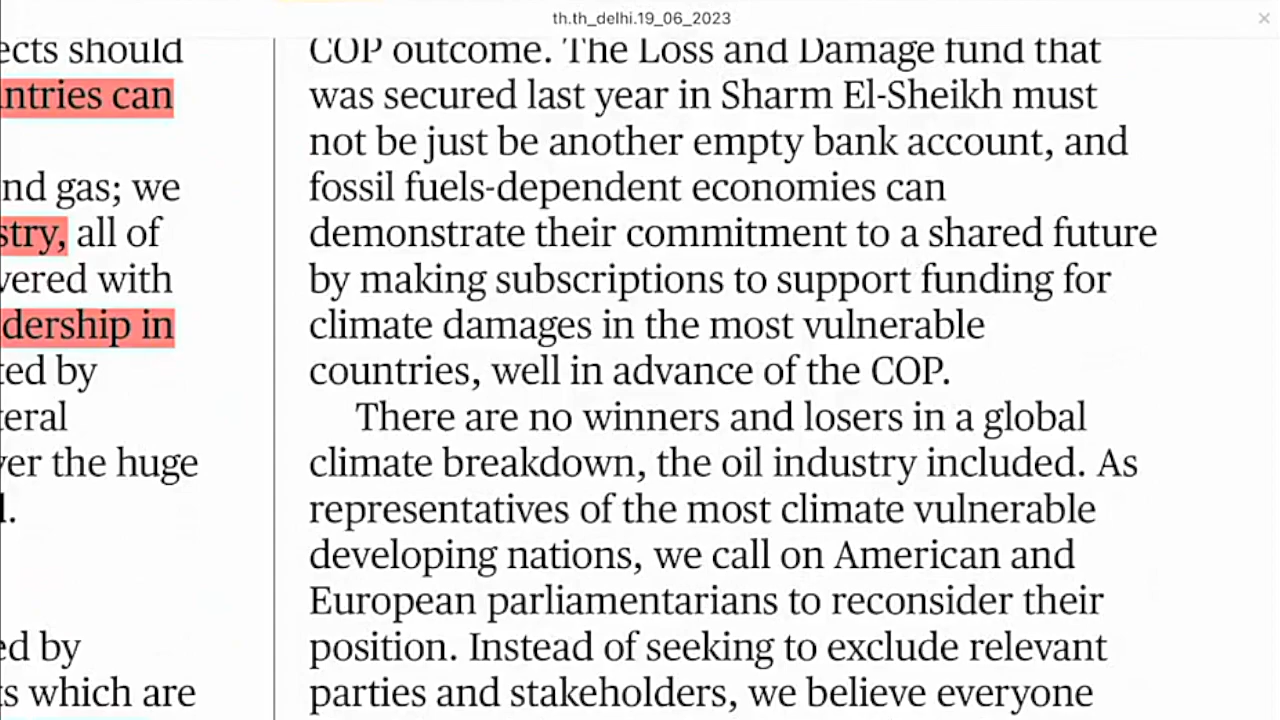 th.th_delhi.19_06_2023
ects should
ntries can
nd gas; we
stry, all of
vered with
dership in
ted by
teral
ver the huge
l.
ed by
s which are
COP outcome. The Loss and Damage fund that
was secured last year in Sharm El-Sheikh must
not be just be another empty bank account, and
fossil fuels-dependent economies can
demonstrate their commitment to a shared future
by making subscriptions to support funding for
climate damages in the most vulnerable
countries, well in advance of the COP.
There are no winners and losers in a global
climate breakdown, the oil industry included. As
representatives of the most climate vulnerable
developing nations, we call on American and
European parliamentarians to reconsider their
position. Instead of seeking to exclude relevant
parties and stakeholders, we believe everyone